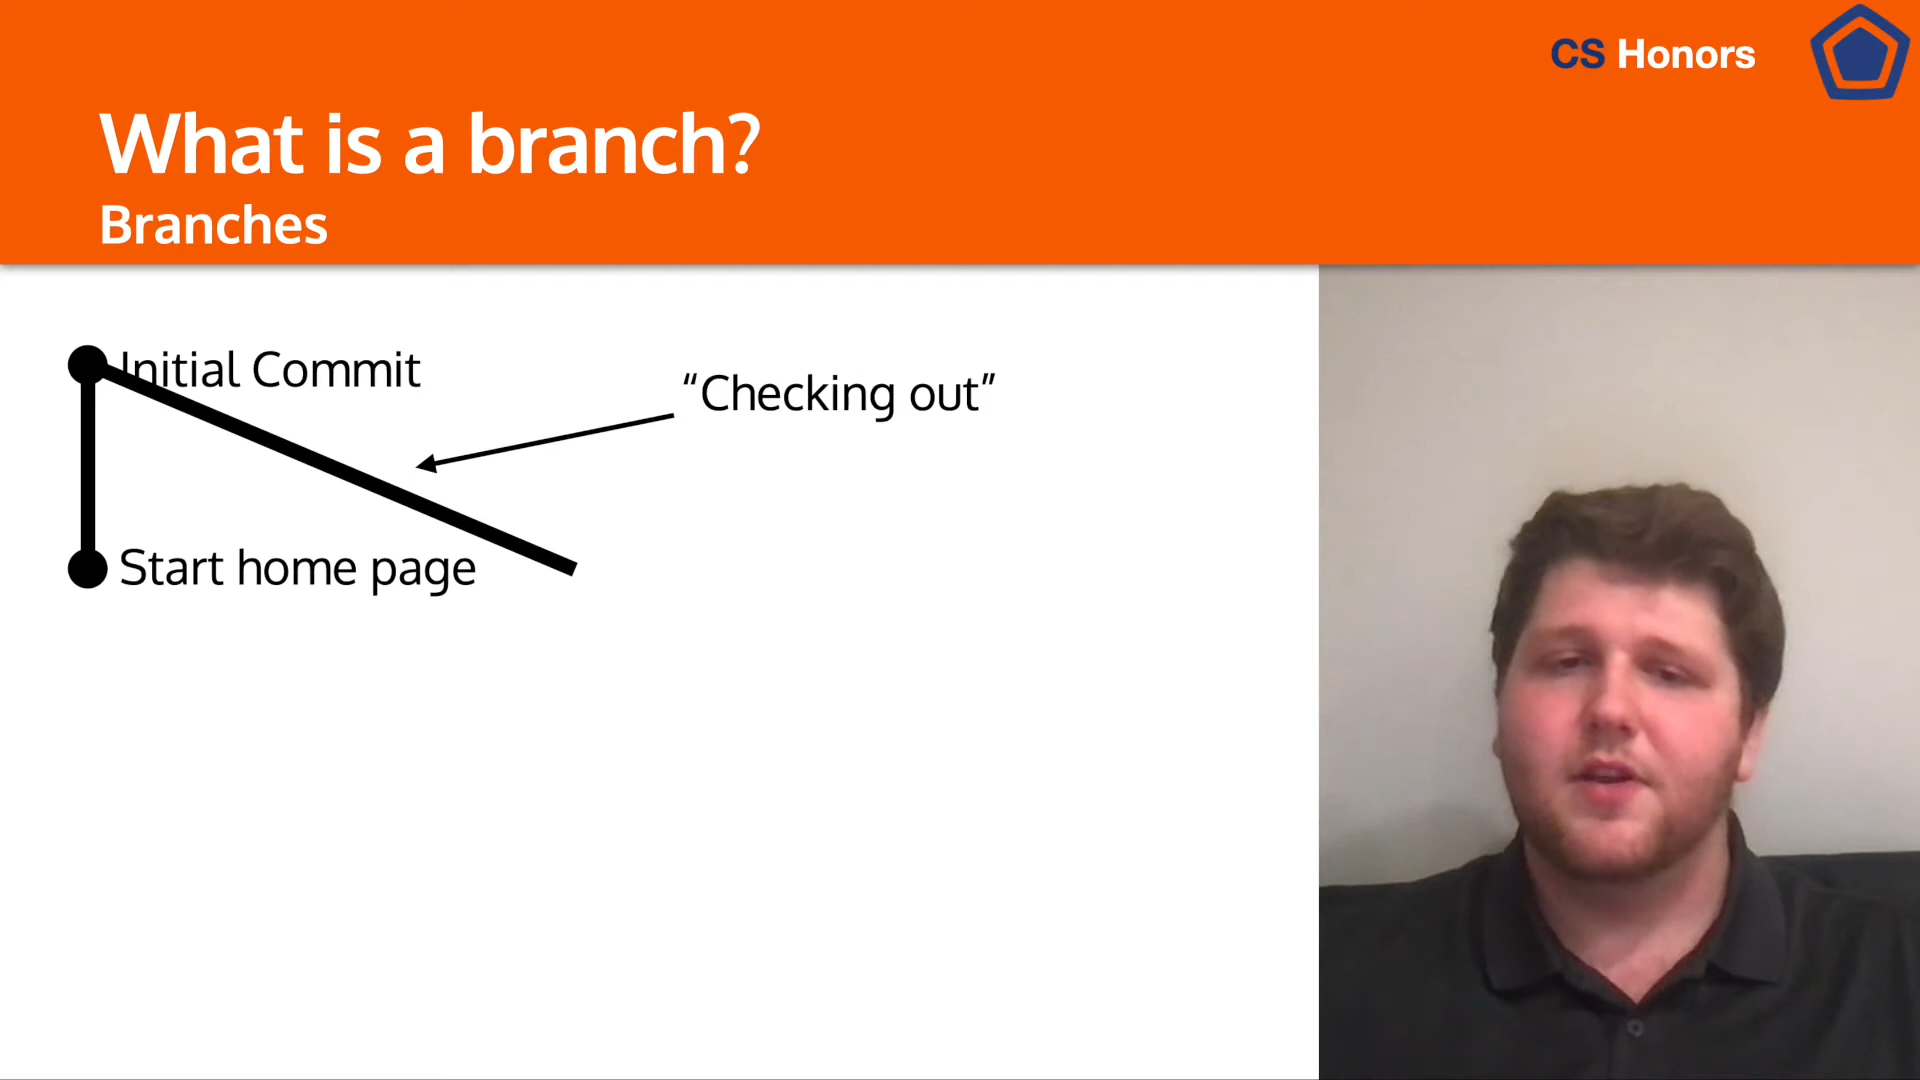 CS Honors
What is a branch?
Branches
Initial Commit
“Checking out”
Start home page